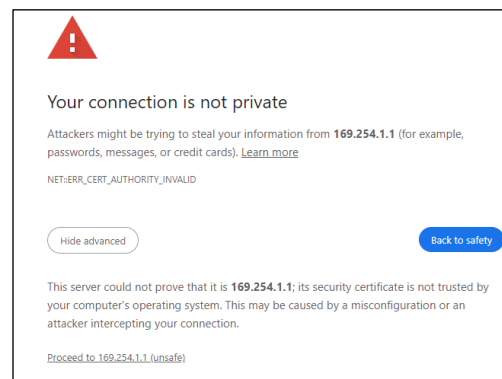 Your connection is not private
Attackers might be trying to steal your information from 169.254.1.1 (for example,
passwords, messages, or credit cards). Learn more
NET::ERR_CERT_AUTHORITY_INVALID
Hide advanced
Back to safety
This server could not prove that it is 169.254.1.1; its security certificate is not trusted by
your computer's operating system. This may be caused by a misconfiguration or an
attacker intercepting your connection.
Proceed to 169.254.1.1 (unsafe)